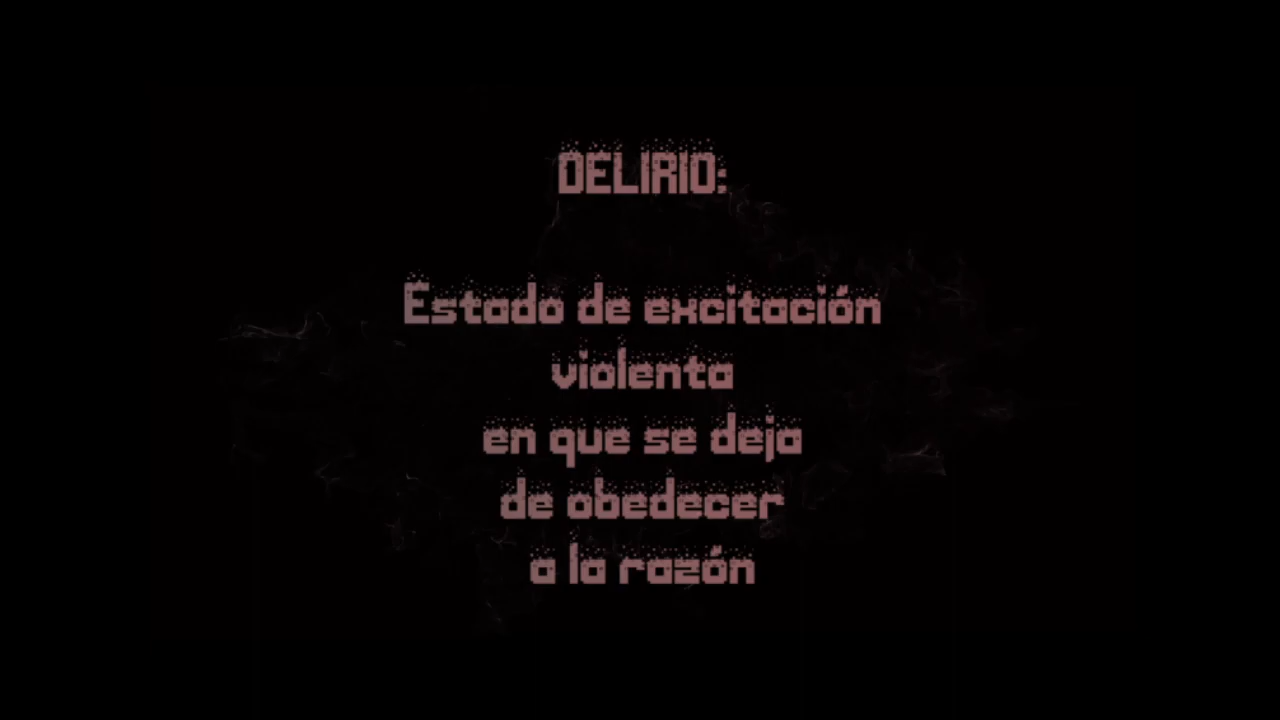 DELIRIO:
Estado de excitación
violenta
en que se deja
de obedecer
a la razón